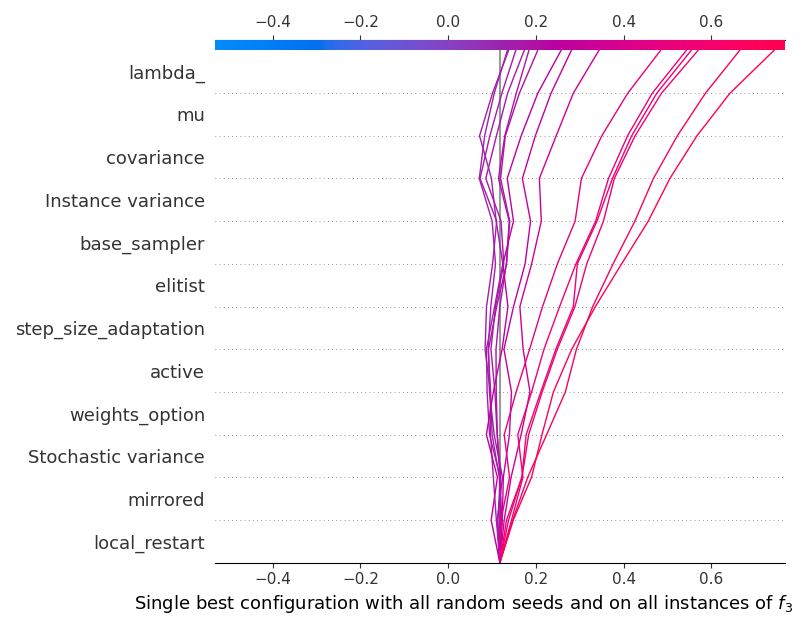 −0.4 −0.2 0.0 0.2 0.4 0.6
lambda_
mu
covariance
Instance variance
base_sampler
elitist
step_size_adaptation
active
weights_option
Stochastic variance
mirrored
local_restart
−0.4 −0.2 0.0 0.2 0.4 0.6
Single best configuration with all random seeds and on all instances of f₃